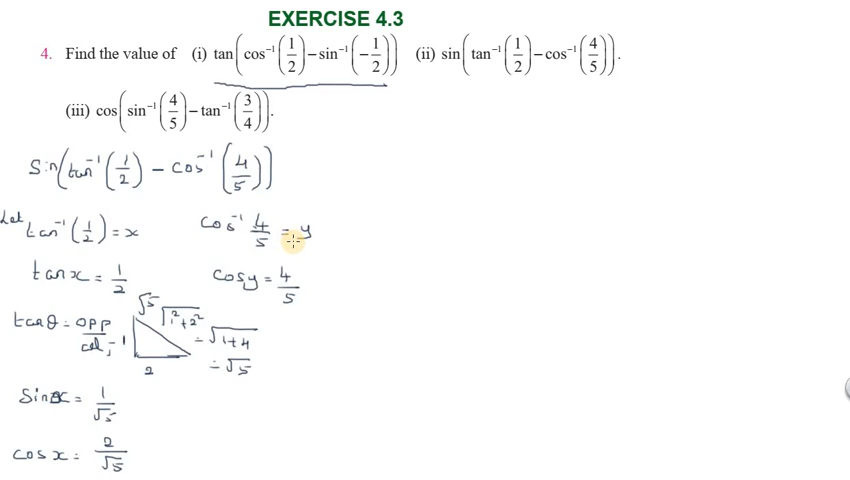 EXERCISE 4.3
4. Find the value of (i) tan(cos⁻¹(1/2) − sin⁻¹(−1/2)) (ii) sin(tan⁻¹(1/2) − cos⁻¹(4/5)).
(iii) cos(sin⁻¹(4/5) − tan⁻¹(3/4)).
Sin(tan⁻¹(1/2) − cos⁻¹(4/5))
Let tan⁻¹(1/2) = x cos⁻¹ 4/5 = y
tan x = 1/2 cos y = 4/5
tan θ = opp/adj √5 √1²+2²
1 = √1+4
2 = √5
Sin x = 1/√5
cos x = 2/√5